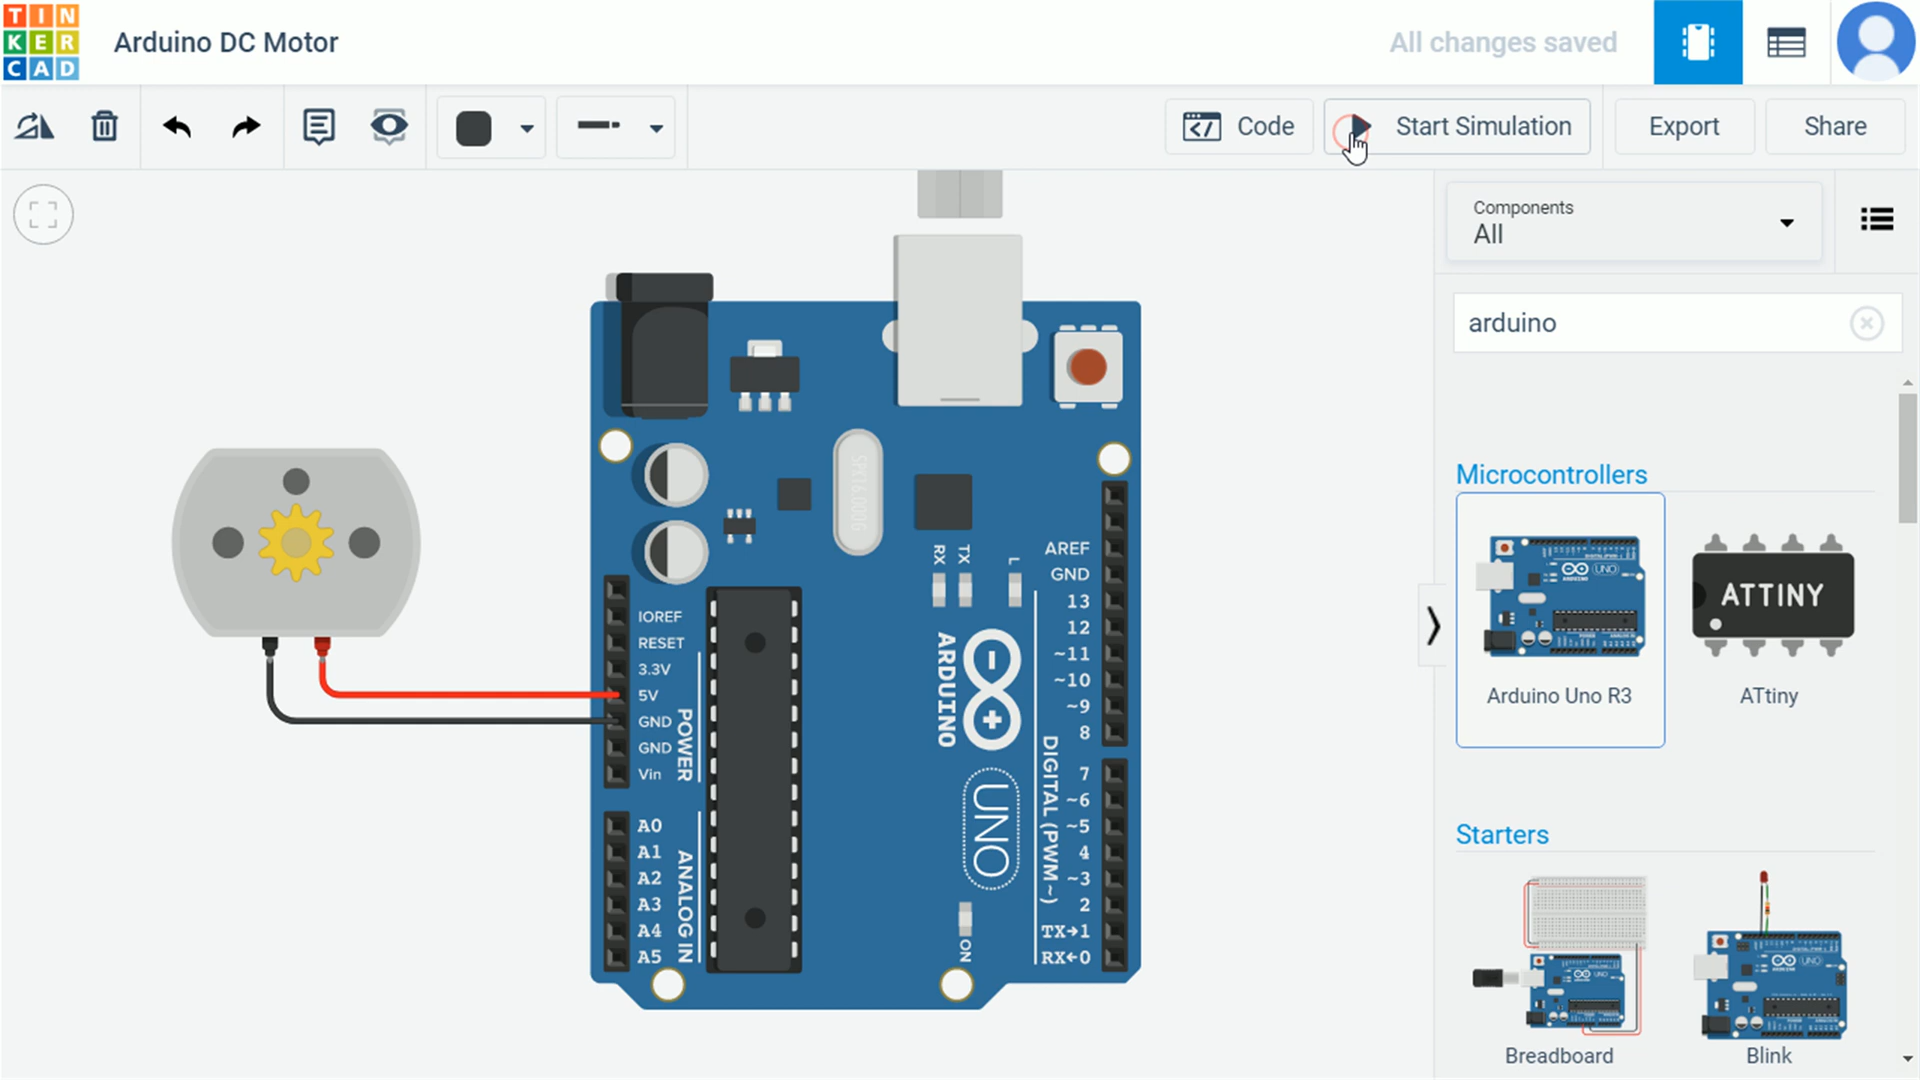 TIN
KER
CAD
Arduino DC Motor
All changes saved
Code
Start Simulation
Export
Share
Components
All
arduino
Microcontrollers
Arduino Uno R3
ATTINY
ATtiny
Starters
Breadboard
Blink
SPK16.000G
RX
TX
L
AREF
GND
13
12
~11
~10
~9
8
7
~6
~5
4
~3
2
TX→1
RX←0
DIGITAL (PWM ~)
ARDUINO
UNO
ON
IOREF
RESET
3.3V
5V
GND
GND
Vin
POWER
A0
A1
A2
A3
A4
A5
ANALOG IN
UNO